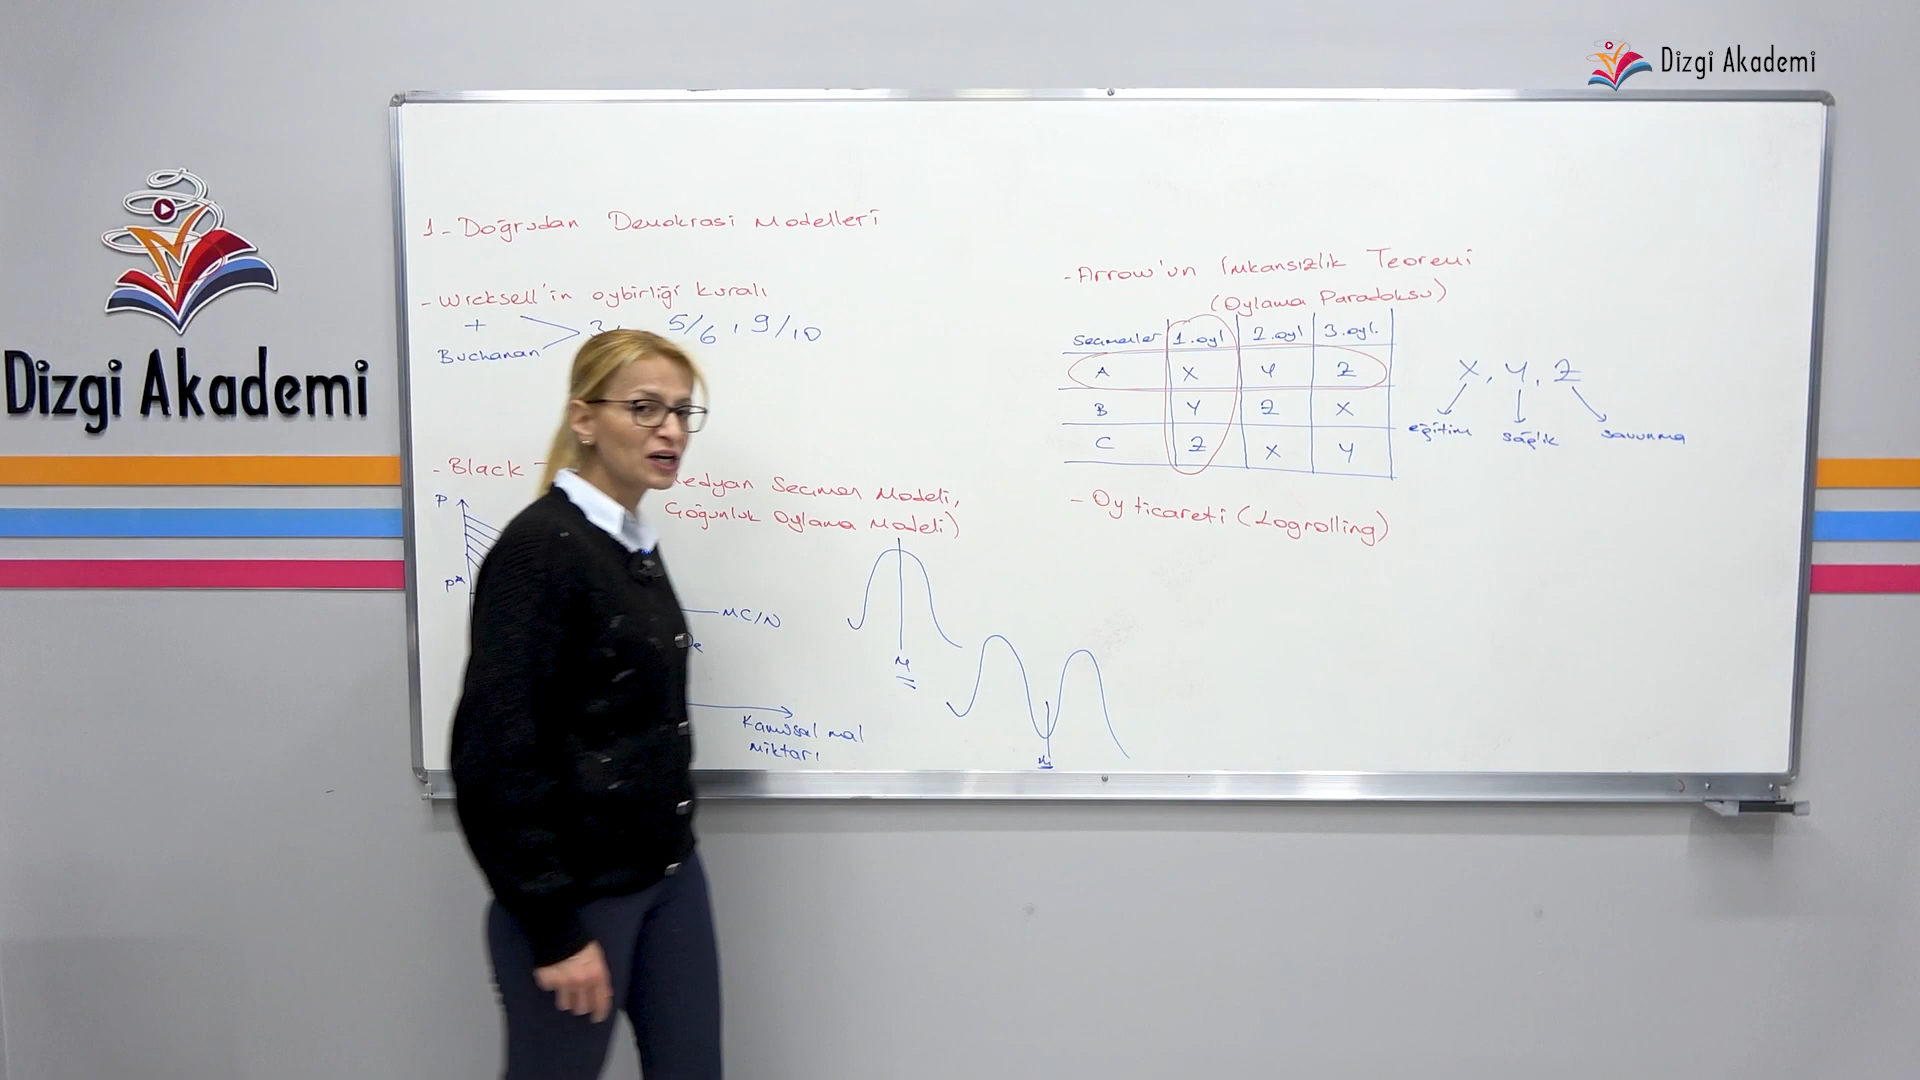 Dizgi Akademi
Dizgi Akademi
1- Doğrudan Demokrasi Modelleri
- Wicksell'in oybirliği kuralı
+
Buchanan
5/6, 9/10
- Black
Medyan Seçmen Modeli,
Çoğunluk Oylama Modeli)
P
P*
MC/N
M
Kamusal mal
miktarı
- Arrow'un İmkansızlık Teoremi
(Oylama Paradoksu)
Seçmenler 1.oyl 2.oyl 3.oyl.
A X Y Z
B Y Z X
C Z X Y
X, Y, Z
eğitim sağlık savunma
- Oy ticareti (Logrolling)